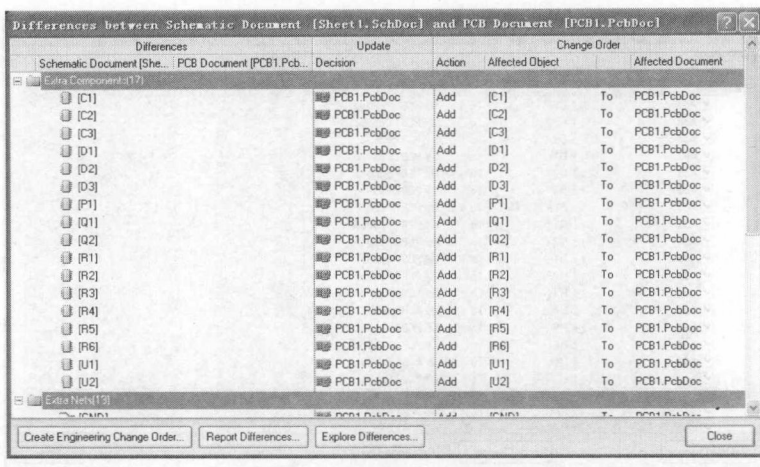 Differences between Schematic Document [Sheet1.SchDoc] and PCB Document [PCB1.PcbDoc]
Differences Update Change Order
Schematic Document [She... PCB Document [PCB1.Pcb... Decision Action Affected Object Affected Document
Extra Components(17)
[C1] PCB1.PcbDoc Add [C1] To PCB1.PcbDoc
[C2] PCB1.PcbDoc Add [C2] To PCB1.PcbDoc
[C3] PCB1.PcbDoc Add [C3] To PCB1.PcbDoc
[D1] PCB1.PcbDoc Add [D1] To PCB1.PcbDoc
[D2] PCB1.PcbDoc Add [D2] To PCB1.PcbDoc
[D3] PCB1.PcbDoc Add [D3] To PCB1.PcbDoc
[P1] PCB1.PcbDoc Add [P1] To PCB1.PcbDoc
[Q1] PCB1.PcbDoc Add [Q1] To PCB1.PcbDoc
[Q2] PCB1.PcbDoc Add [Q2] To PCB1.PcbDoc
[R1] PCB1.PcbDoc Add [R1] To PCB1.PcbDoc
[R2] PCB1.PcbDoc Add [R2] To PCB1.PcbDoc
[R3] PCB1.PcbDoc Add [R3] To PCB1.PcbDoc
[R4] PCB1.PcbDoc Add [R4] To PCB1.PcbDoc
[R5] PCB1.PcbDoc Add [R5] To PCB1.PcbDoc
[R6] PCB1.PcbDoc Add [R6] To PCB1.PcbDoc
[U1] PCB1.PcbDoc Add [U1] To PCB1.PcbDoc
[U2] PCB1.PcbDoc Add [U2] To PCB1.PcbDoc
Extra Nets(13)
[GND] PCB1.PcbDoc Add [GND] To PCB1.PcbDoc
Create Engineering Change Order... Report Differences... Explore Differences... Close